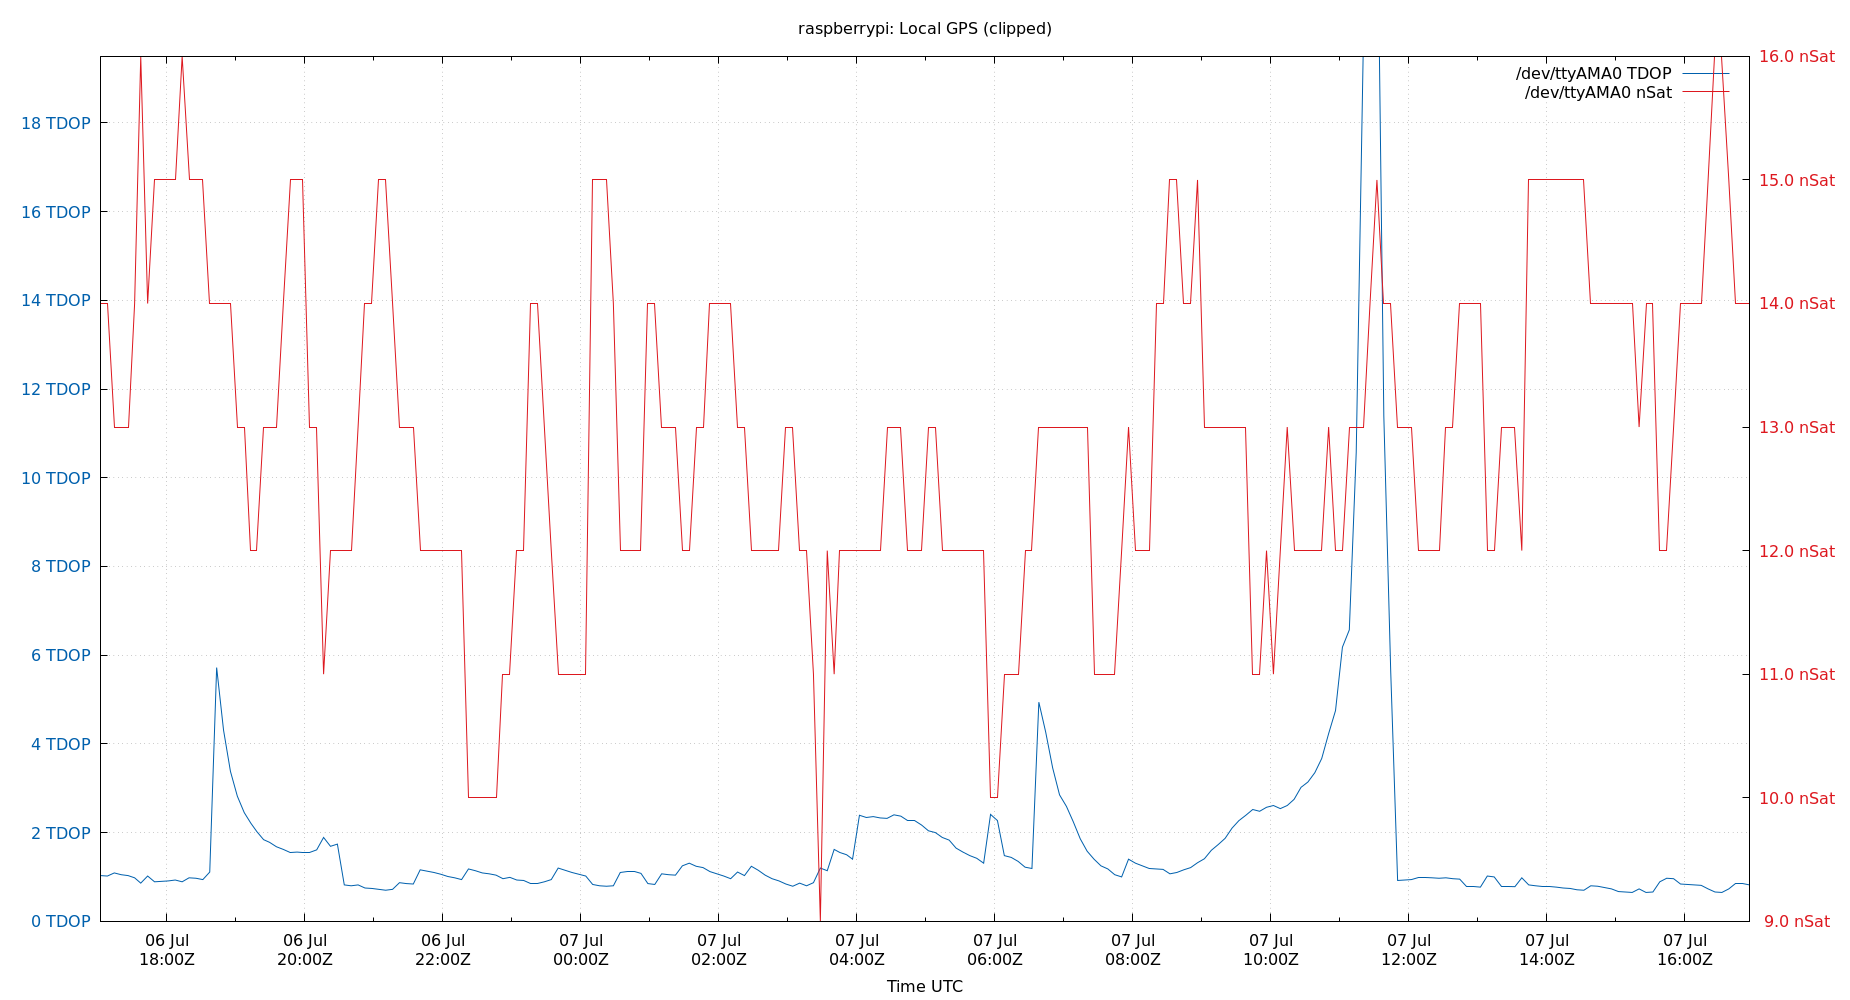 raspberrypi: Local GPS (clipped)
/dev/ttyAMA0 TDOP
/dev/ttyAMA0 nSat
18 TDOP
16 TDOP
14 TDOP
12 TDOP
10 TDOP
8 TDOP
6 TDOP
4 TDOP
2 TDOP
0 TDOP
16.0 nSat
15.0 nSat
14.0 nSat
13.0 nSat
12.0 nSat
11.0 nSat
10.0 nSat
9.0 nSat
06 Jul
18:00Z
06 Jul
20:00Z
06 Jul
22:00Z
07 Jul
00:00Z
07 Jul
02:00Z
07 Jul
04:00Z
07 Jul
06:00Z
07 Jul
08:00Z
07 Jul
10:00Z
07 Jul
12:00Z
07 Jul
14:00Z
07 Jul
16:00Z
Time UTC